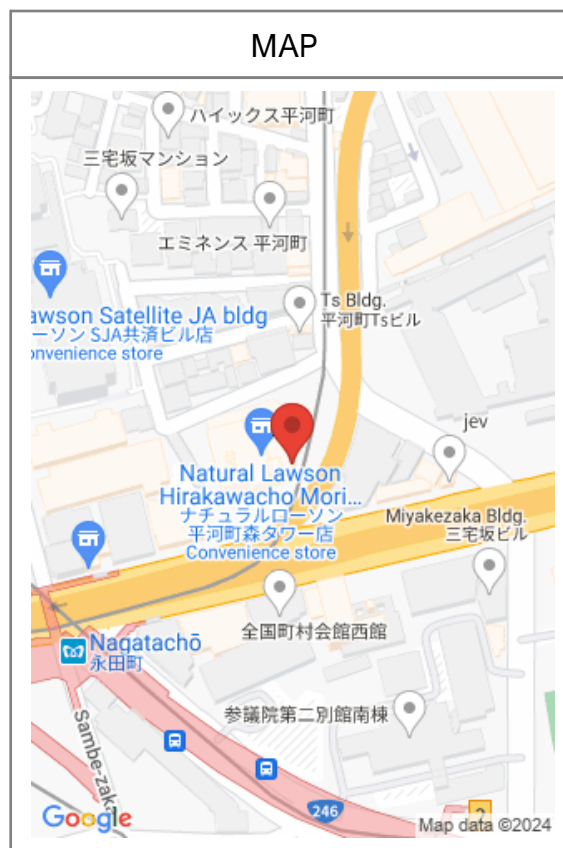 MAP
ハイックス平河町
三宅坂マンション
エミネンス 平河町
Ts Bldg.
平河町Tsビル
awson Satellite JA bldg
ーソン SJA共済ビル店
onvenience store
jev
Natural Lawson
Hirakawacho Mori...
ナチュラルローソン
平河町森タワー店
Convenience store
Miyakezaka Bldg.
三宅坂ビル
全国町村会館西館
Nagatachō
永田町
参議院第二別館南棟
Sambe-zaka
246
2
Google
Map data ©2024